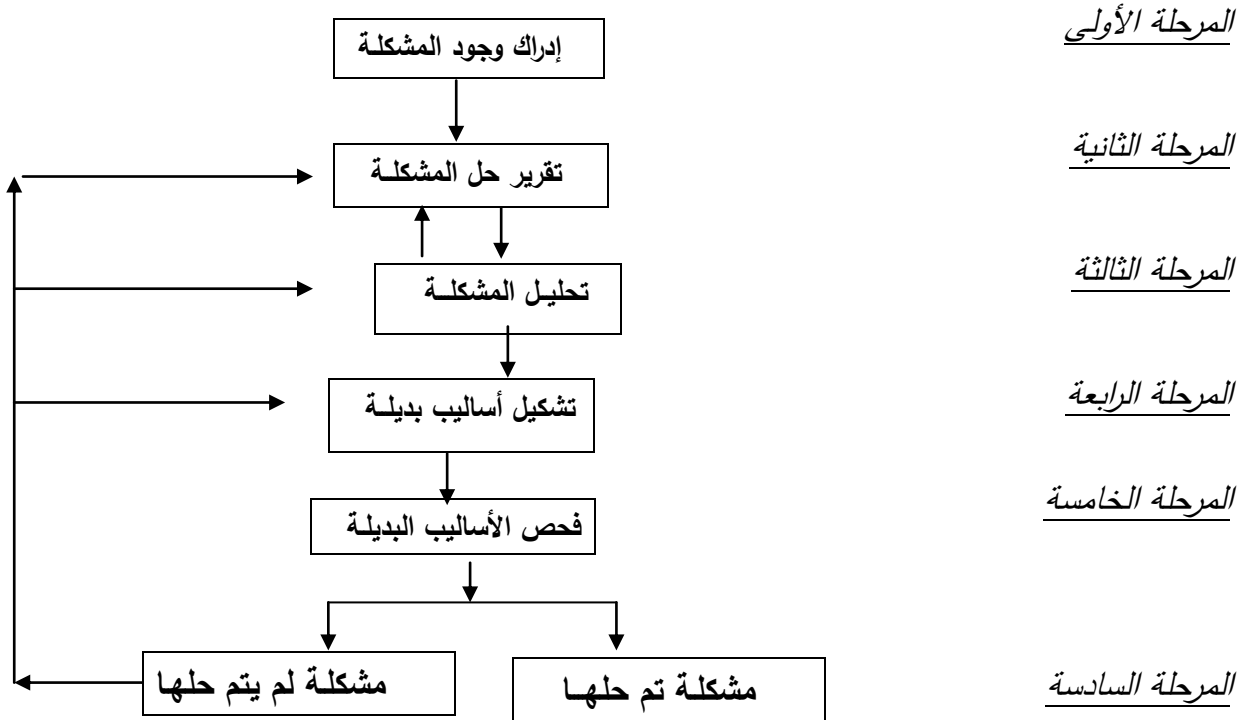 المرحلة الأولى
إدراك وجود المشكلة
المرحلة الثانية
تقرير حل المشكلة
المرحلة الثالثة
تحليل المشكلة
المرحلة الرابعة
تشكيل أساليب بديلة
المرحلة الخامسة
فحص الأساليب البديلة
المرحلة السادسة
مشكلة تم حلها
مشكلة لم يتم حلها